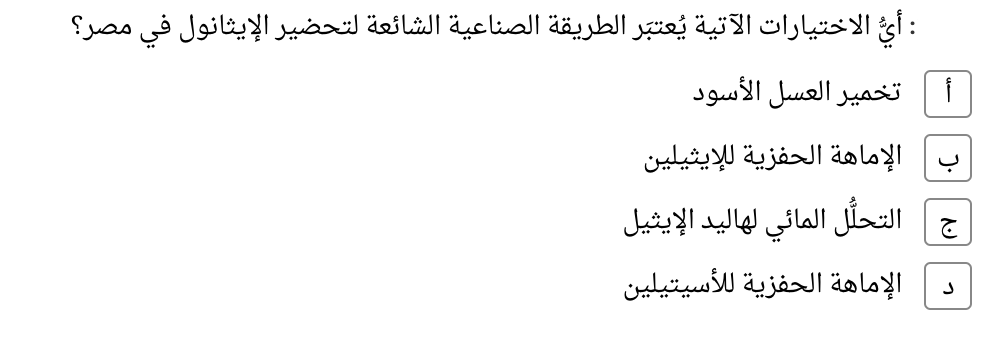 : أيُّ الاختيارات الآتية يُعتبَر الطريقة الصناعية الشائعة لتحضير الإيثانول في مصر؟
أ تخمير العسل الأسود
ب الإماهة الحفزية للإيثيلين
ج التحلُّل المائي لهاليد الإيثيل
د الإماهة الحفزية للأسيتيلين